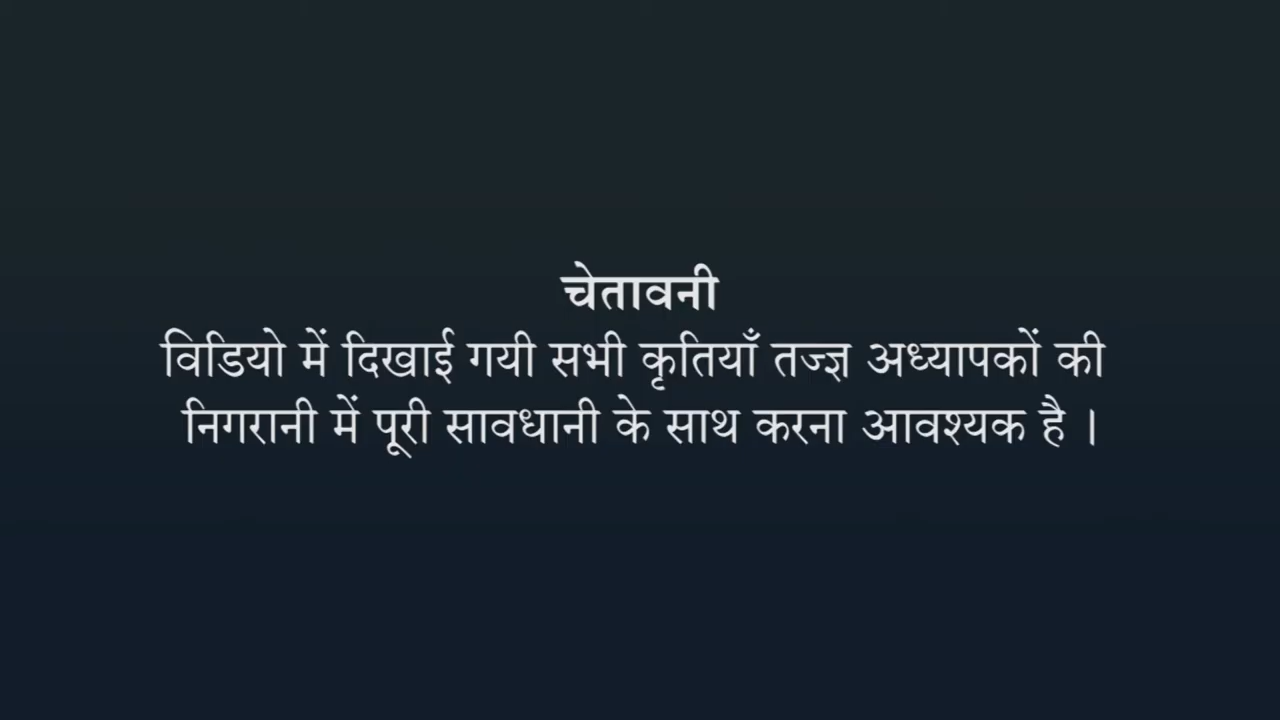 चेतावनी
विडियो में दिखाई गयी सभी कृतियाँ तज्ज्ञ अध्यापकों की
निगरानी में पूरी सावधानी के साथ करना आवश्यक है ।